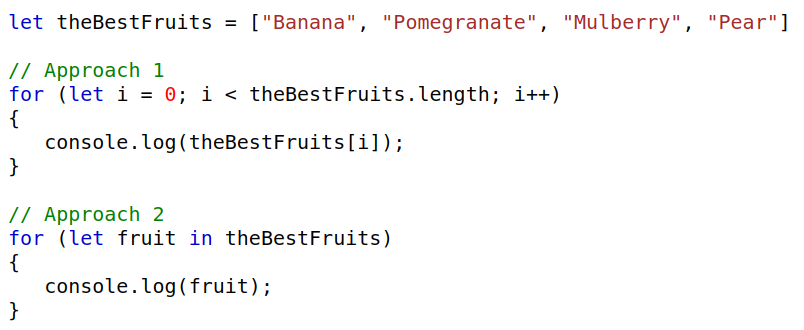 let theBestFruits = ["Banana", "Pomegranate", "Mulberry", "Pear"]
// Approach 1
for (let i = 0; i < theBestFruits.length; i++)
{
   console.log(theBestFruits[i]);
}
// Approach 2
for (let fruit in theBestFruits)
{
   console.log(fruit);
}